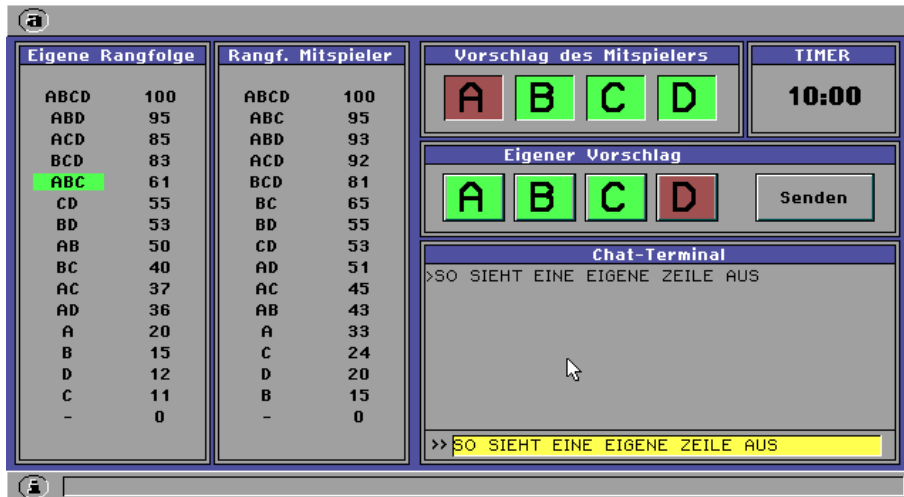 a
Eigene Rangfolge
ABCD 100
ABD 95
ACD 85
BCD 83
ABC 61
CD 55
BD 53
AB 50
BC 40
AC 37
AD 36
A 20
B 15
D 12
C 11
- 0
Rangf. Mitspieler
ABCD 100
ABC 95
ABD 93
ACD 92
BCD 81
BC 65
BD 55
CD 53
AD 51
AC 45
AB 43
A 33
C 24
D 20
B 15
- 0
Vorschlag des Mitspielers
A B C D
TIMER
10:00
Eigener Vorschlag
A B C D
Senden
Chat-Terminal
>SO SIEHT EINE EIGENE ZEILE AUS
>> SO SIEHT EINE EIGENE ZEILE AUS
i